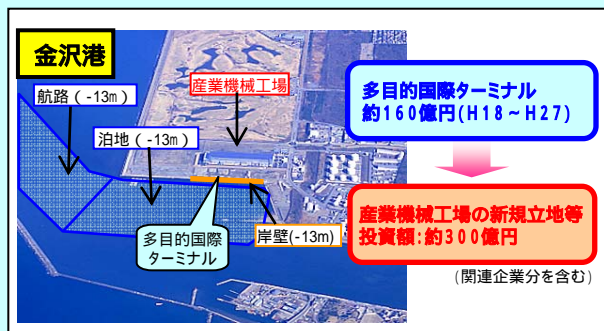 金沢港
航路（-13m）
泊地（-13m）
産業機械工場
多目的国際
ターミナル
岸壁(-13m)
多目的国際ターミナル
約160億円(H18～H27)
産業機械工場の新規立地等
投資額:約300億円
(関連企業分を含む)